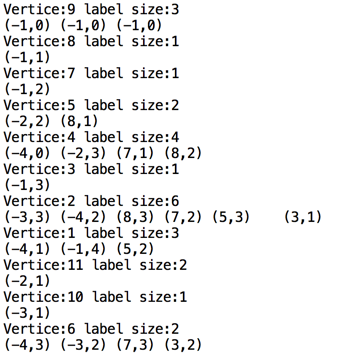 Vertice:9 label size:3
(-1,0) (-1,0) (-1,0)
Vertice:8 label size:1
(-1,1)
Vertice:7 label size:1
(-1,2)
Vertice:5 label size:2
(-2,2) (8,1)
Vertice:4 label size:4
(-4,0) (-2,3) (7,1) (8,2)
Vertice:3 label size:1
(-1,3)
Vertice:2 label size:6
(-3,3) (-4,2) (8,3) (7,2) (5,3)    (3,1)
Vertice:1 label size:3
(-4,1) (-1,4) (5,2)
Vertice:11 label size:2
(-2,1)
Vertice:10 label size:1
(-3,1)
Vertice:6 label size:2
(-4,3) (-3,2) (7,3) (3,2)